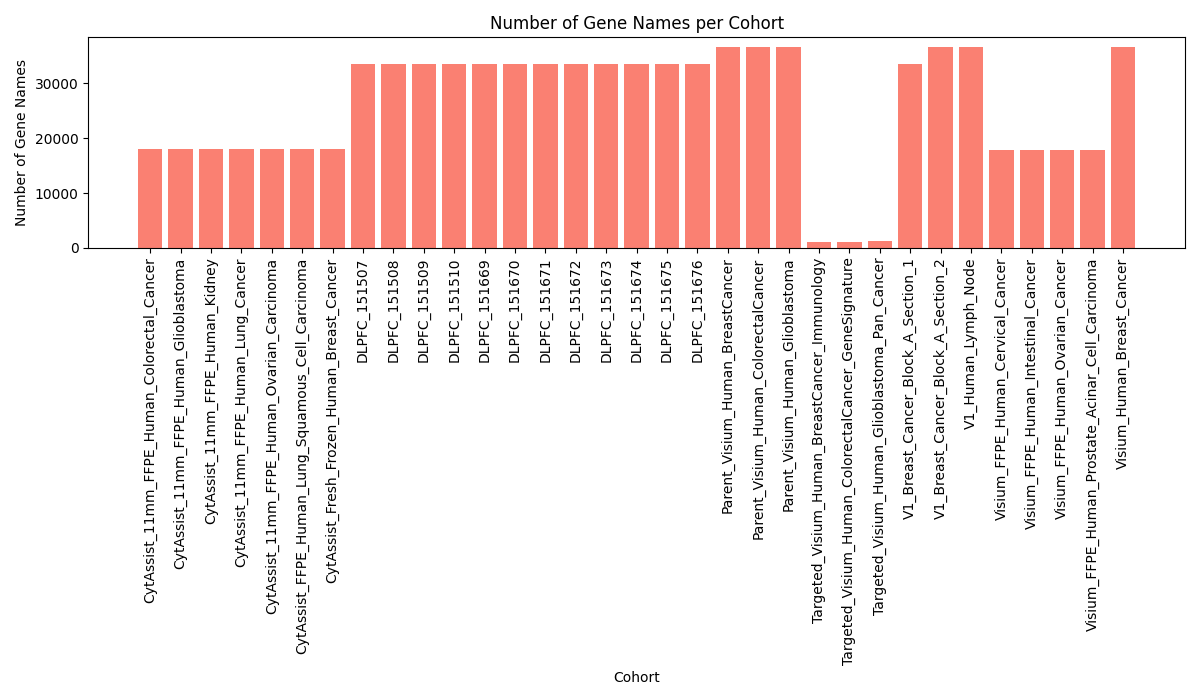 Number of Gene Names per Cohort
Number of Gene Names
30000
20000
10000
0
CytAssist_11mm_FFPE_Human_Colorectal_Cancer
CytAssist_11mm_FFPE_Human_Glioblastoma
CytAssist_11mm_FFPE_Human_Kidney
CytAssist_11mm_FFPE_Human_Lung_Cancer
CytAssist_11mm_FFPE_Human_Ovarian_Carcinoma
CytAssist_FFPE_Human_Lung_Squamous_Cell_Carcinoma
CytAssist_Fresh_Frozen_Human_Breast_Cancer
DLPFC_151507
DLPFC_151508
DLPFC_151509
DLPFC_151510
DLPFC_151669
DLPFC_151670
DLPFC_151671
DLPFC_151672
DLPFC_151673
DLPFC_151674
DLPFC_151675
DLPFC_151676
Parent_Visium_Human_BreastCancer
Parent_Visium_Human_ColorectalCancer
Parent_Visium_Human_Glioblastoma
Targeted_Visium_Human_BreastCancer_Immunology
Targeted_Visium_Human_ColorectalCancer_GeneSignature
Targeted_Visium_Human_Glioblastoma_Pan_Cancer
V1_Breast_Cancer_Block_A_Section_1
V1_Breast_Cancer_Block_A_Section_2
V1_Human_Lymph_Node
Visium_FFPE_Human_Cervical_Cancer
Visium_FFPE_Human_Intestinal_Cancer
Visium_FFPE_Human_Ovarian_Cancer
Visium_FFPE_Human_Prostate_Acinar_Cell_Carcinoma
Visium_Human_Breast_Cancer
Cohort